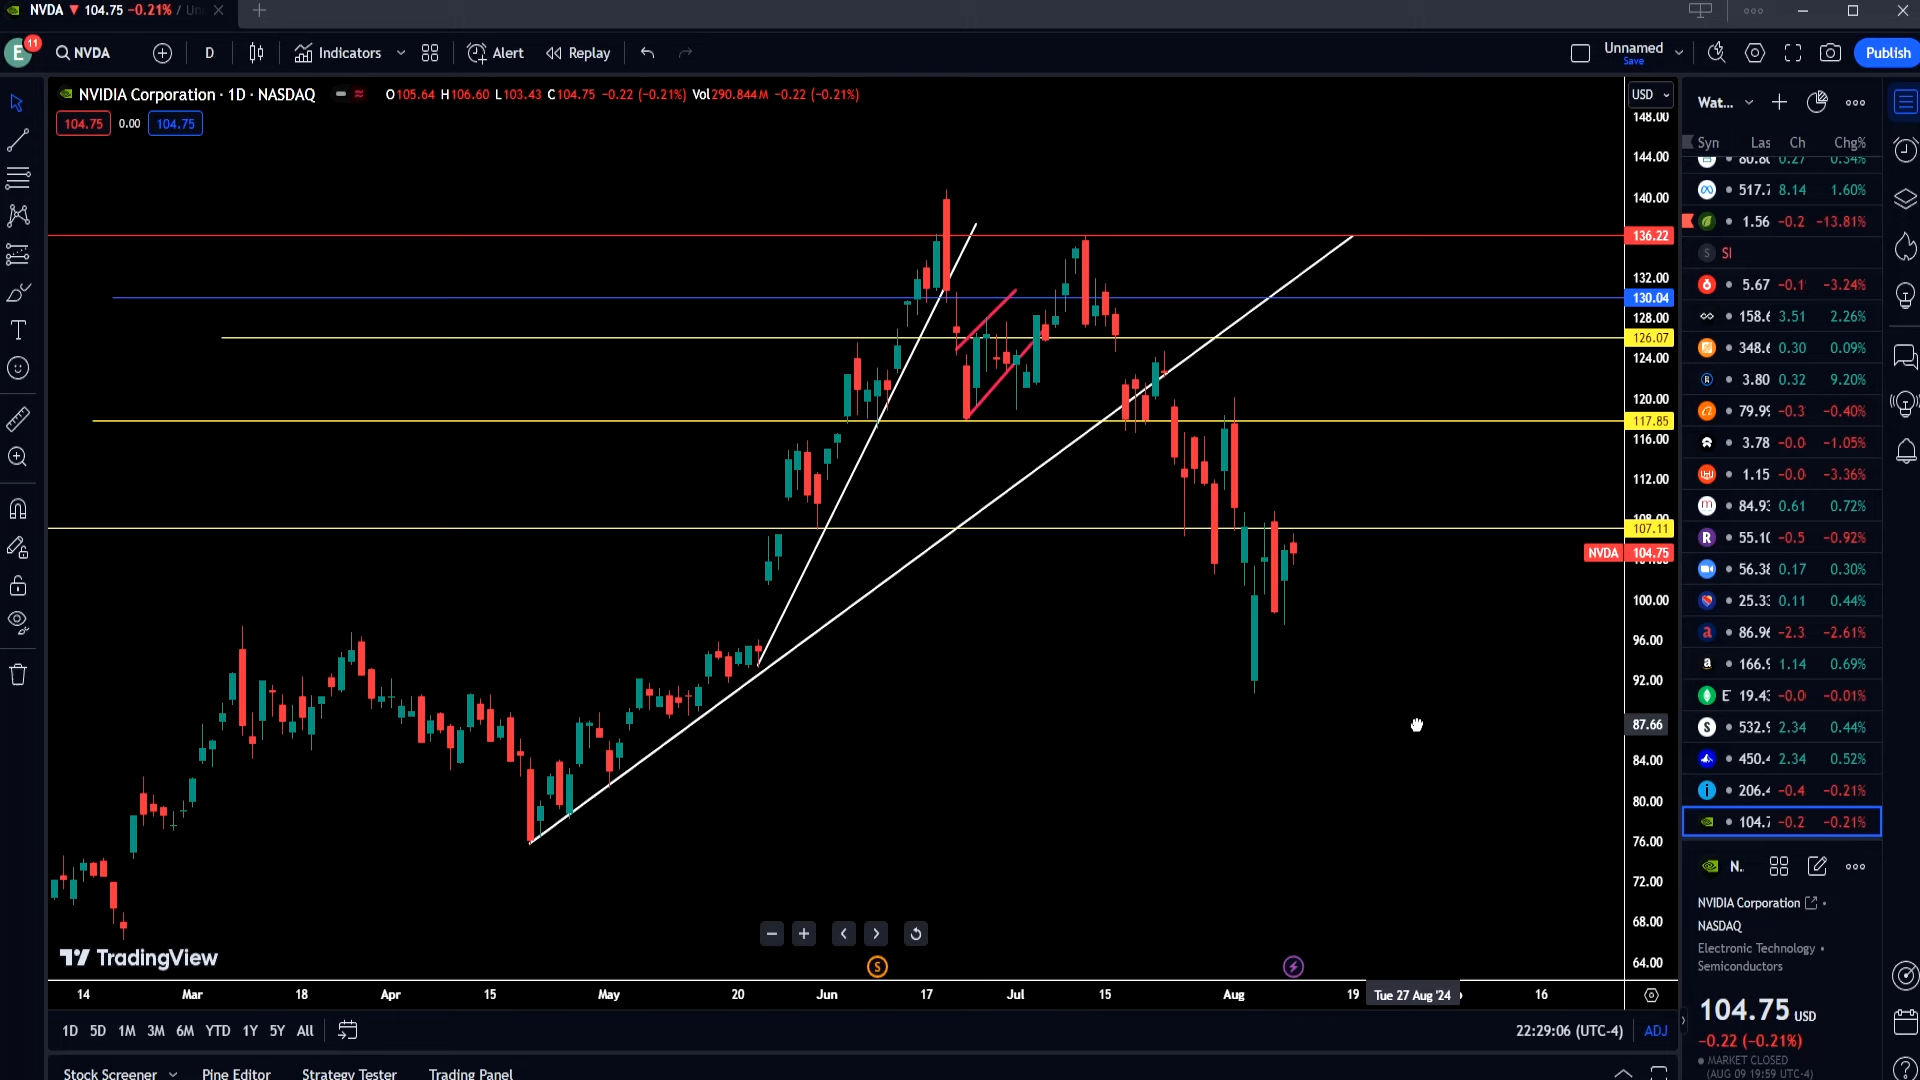 NVDA ▼ 104.75 −0.21% / Un
E 11 NVDA D Indicators Alert Replay Unnamed Save Publish
NVIDIA Corporation · 1D · NASDAQ O105.64 H106.60 L103.43 C104.75 −0.22 (−0.21%) Vol290.844M −0.22 (−0.21%)
104.75 0.00 104.75
USD
148.00
144.00
140.00
136.22
132.00
130.04
128.00
126.07
124.00
120.00
117.85
116.00
112.00
107.11
NVDA 104.75
100.00
96.00
92.00
87.66
84.00
80.00
76.00
72.00
68.00
64.00
TradingView
S
14 Mar 18 Apr 15 May 20 Jun 17 Jul 15 Aug 19 Tue 27 Aug '24 16
1D 5D 1M 3M 6M YTD 1Y 5Y All 22:29:06 (UTC-4) ADJ
Stock Screener Pine Editor Strategy Tester Trading Panel
Wat...
Syn Las Ch Chg%
0.27 0.34%
517.7 8.14 1.60%
1.56 −0.2 −13.81%
S SI
5.67 −0.1 −3.24%
158.6 3.51 2.26%
348.6 0.30 0.09%
3.80 0.32 9.20%
79.99 −0.3 −0.40%
3.78 −0.0 −1.05%
1.15 −0.0 −3.36%
84.93 0.61 0.72%
R 55.10 −0.5 −0.92%
56.38 0.17 0.30%
25.33 0.11 0.44%
a 86.96 −2.3 −2.61%
a 166.9 1.14 0.69%
E 19.43 −0.0 −0.01%
S 532.9 2.34 0.44%
450.4 2.34 0.52%
i 206.4 −0.4 −0.21%
104.7 −0.2 −0.21%
N..
NVIDIA Corporation
NASDAQ
Electronic Technology •
Semiconductors
104.75 USD
−0.22 (−0.21%)
MARKET CLOSED
(AUG 09 19:59 UTC-4)